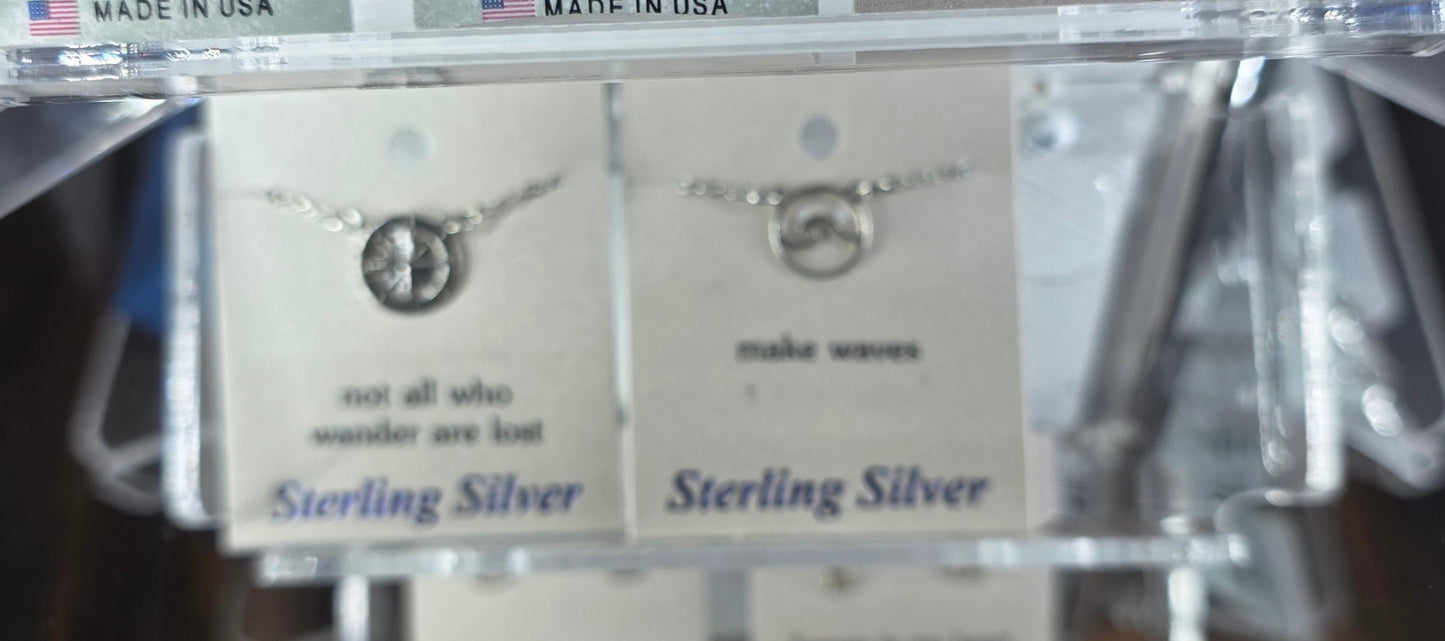 MADE IN USA
MADE IN USA
not all who
wander are lost
Sterling Silver
make waves
Sterling Silver